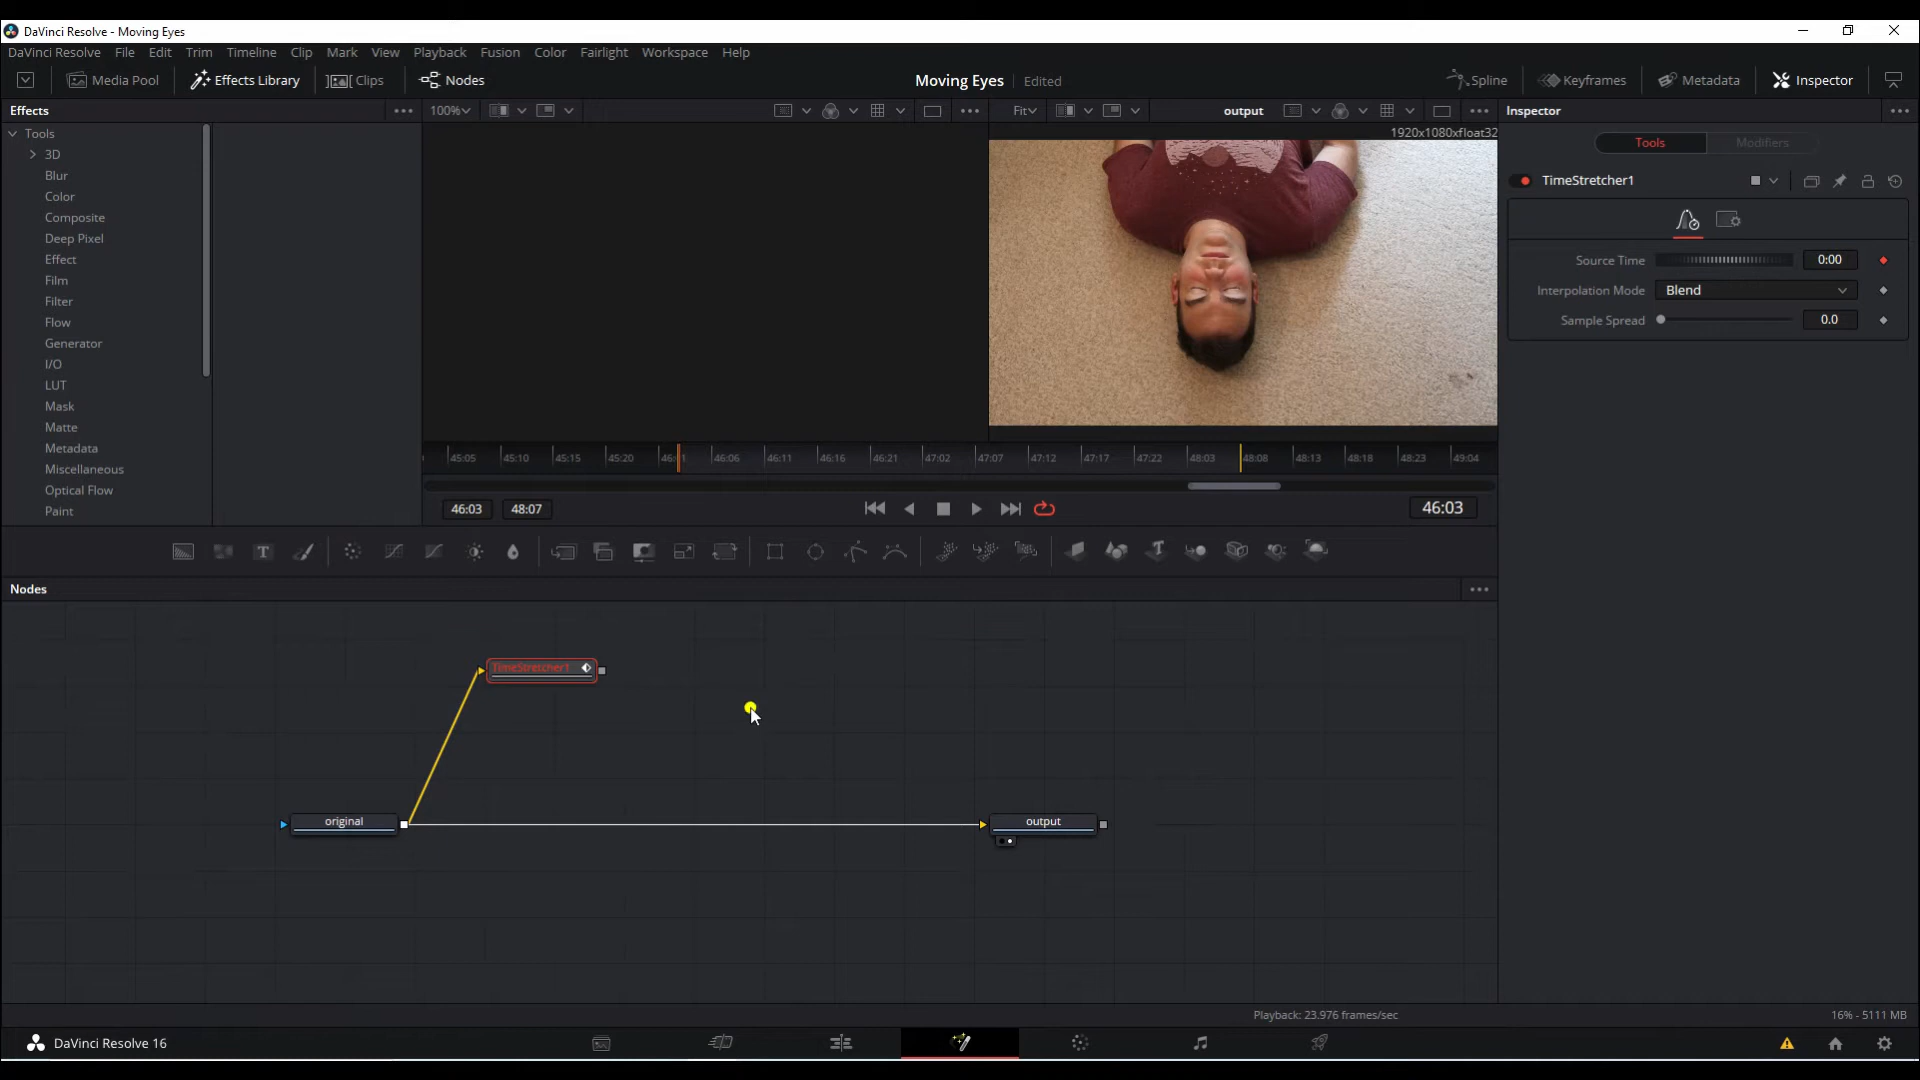 DaVinci Resolve - Moving Eyes
DaVinci Resolve File Edit Trim Timeline Clip Mark View Playback Fusion Color Fairlight Workspace Help
Media Pool Effects Library Clips Nodes Moving Eyes Edited Spline Keyframes Metadata Inspector
Effects 100% Fit output Inspector
1920x1080xfloat32
Tools
3D
Blur
Color
Composite
Deep Pixel
Effect
Film
Filter
Flow
Generator
I/O
LUT
Mask
Matte
Metadata
Miscellaneous
Optical Flow
Paint
Tools Modifiers
TimeStretcher1
Source Time 0:00
Interpolation Mode Blend
Sample Spread 0.0
45:05 45:10 45:15 45:20 46:06 46:11 46:16 46:21 47:02 47:07 47:12 47:17 47:22 48:03 48:08 48:13 48:18 48:23 49:04
46:03 48:07 46:03
T
T
Nodes
TimeStretcher1
original output
Playback: 23.976 frames/sec 16% - 5111 MB
DaVinci Resolve 16